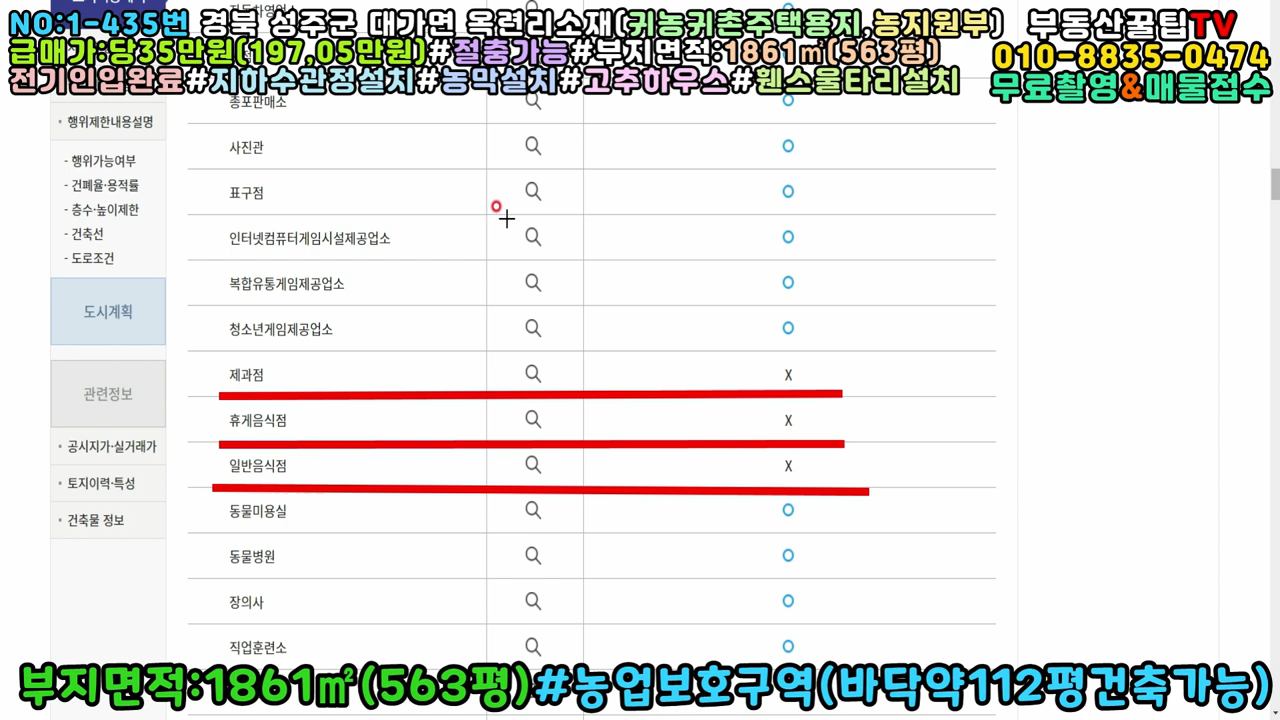 NO:1-435번 경북 성주군 대가면 옥련리소재(귀농귀촌주택용지,농지원부) 부동산꿀팁TV
급매가:당35만원(197,05만원)#절충가능#부지면적:1861㎡(563평) 010-8835-0474
전기인입완료#지하수관정설치#농막설치#고추하우스#휀스울타리설치 무료촬영&매물접수
총포판매소 O
행위제한내용설명
사진관 O
- 행위가능여부
- 건폐율·용적률
표구점 O
- 층수·높이제한
- 건축선
인터넷컴퓨터게임시설제공업소 O
- 도로조건
복합유통게임제공업소 O
도시계획
청소년게임제공업소 O
제과점 X
관련정보
휴게음식점 X
공시지가·실거래가
일반음식점 X
토지이력·특성
동물미용실 O
건축물 정보
동물병원 O
장의사 O
직업훈련소 O
부지면적:1861㎡(563평)#농업보호구역(바닥약112평건축가능)